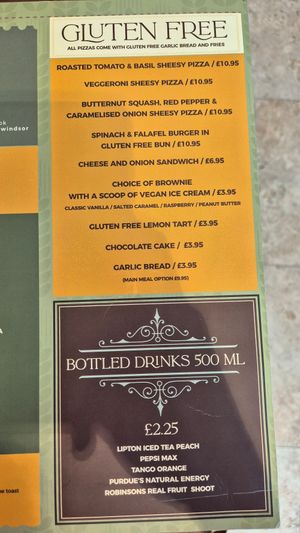 GLUTEN FREE
ALL PIZZAS COME WITH GLUTEN FREE GARLIC BREAD AND FRIES
ROASTED TOMATO & BASIL SHEESY PIZZA / £10.95
VEGGERONI SHEESY PIZZA / £10.95
BUTTERNUT SQUASH, RED PEPPER &
CARAMELISED ONION SHEESY PIZZA / £10.95
SPINACH & FALAFEL BURGER IN
GLUTEN FREE BUN / £10.95
CHEESE AND ONION SANDWICH / £6.95
CHOICE OF BROWNIE
WITH A SCOOP OF VEGAN ICE CREAM / £3.95
CLASSIC VANILLA / SALTED CARAMEL / RASPBERRY / PEANUT BUTTER
GLUTEN FREE LEMON TART / £3.95
CHOCOLATE CAKE / £3.95
GARLIC BREAD / £3.95
(MAIN MEAL OPTION £9.95)
BOTTLED DRINKS 500 ML
£2.25
LIPTON ICED TEA PEACH
PEPSI MAX
TANGO ORANGE
PURDUE'S NATURAL ENERGY
ROBINSONS REAL FRUIT SHOOT
windsor
toast